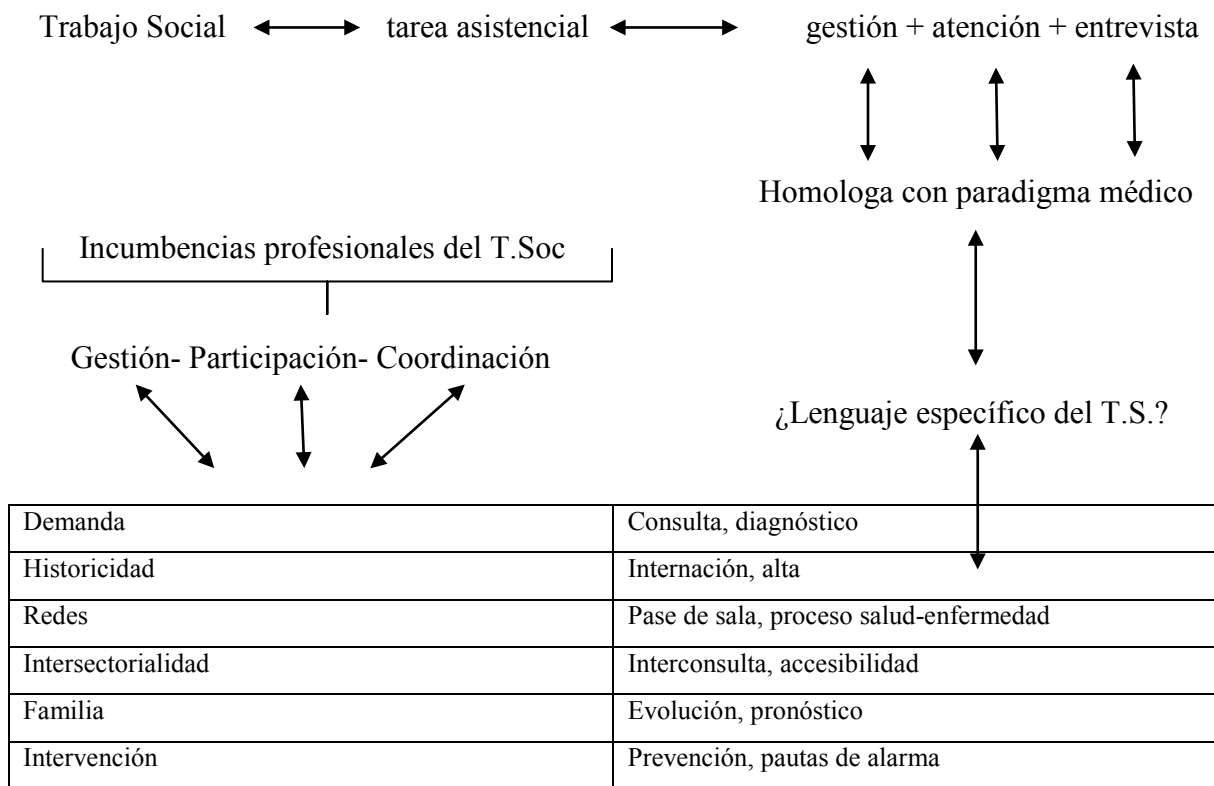 Trabajo Social tarea asistencial gestión + atención + entrevista
Homologa con paradigma médico
Incumbencias profesionales del T.Soc
Gestión- Participación- Coordinación
¿Lenguaje específico del T.S.?
Demanda Consulta, diagnóstico
Historicidad Internación, alta
Redes Pase de sala, proceso salud-enfermedad
Intersectorialidad Interconsulta, accesibilidad
Familia Evolución, pronóstico
Intervención Prevención, pautas de alarma